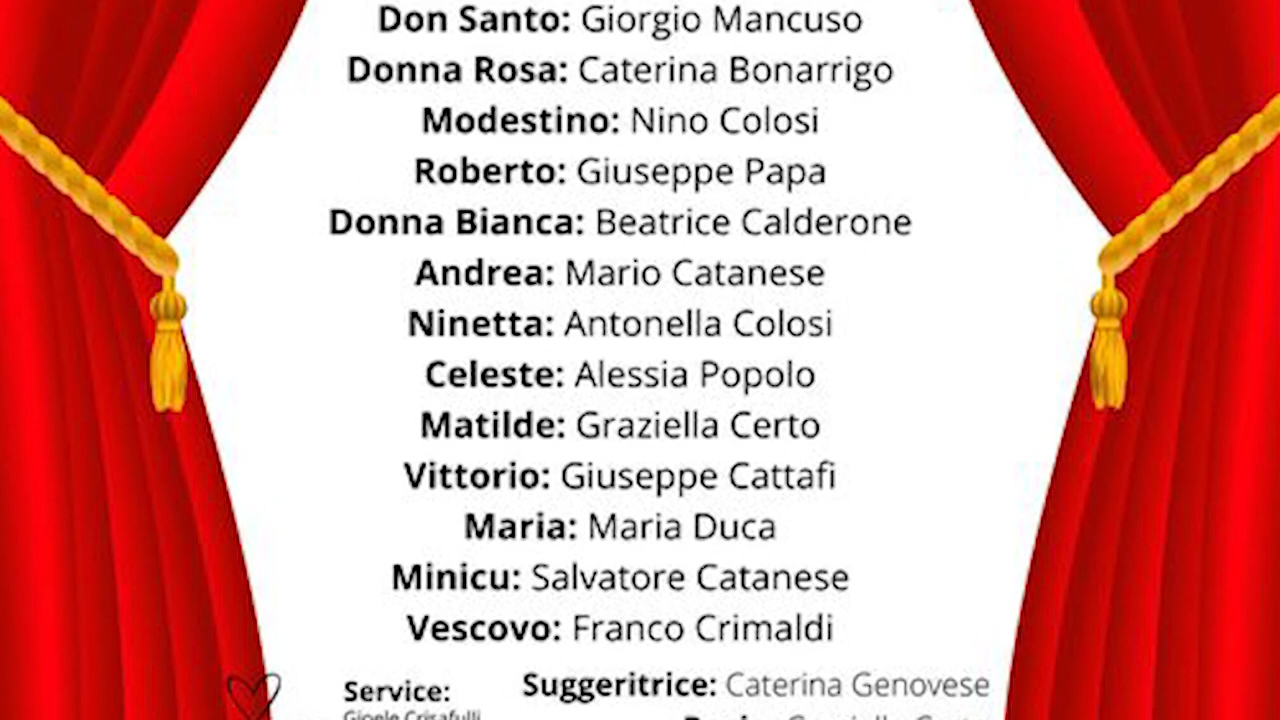 Don Santo: Giorgio Mancuso
Donna Rosa: Caterina Bonarrigo
Modestino: Nino Colosi
Roberto: Giuseppe Papa
Donna Bianca: Beatrice Calderone
Andrea: Mario Catanese
Ninetta: Antonella Colosi
Celeste: Alessia Popolo
Matilde: Graziella Certo
Vittorio: Giuseppe Cattafi
Maria: Maria Duca
Minicu: Salvatore Catanese
Vescovo: Franco Crimaldi
Suggeritrice: Caterina Genovese
Service:
Gioele Crisafulli